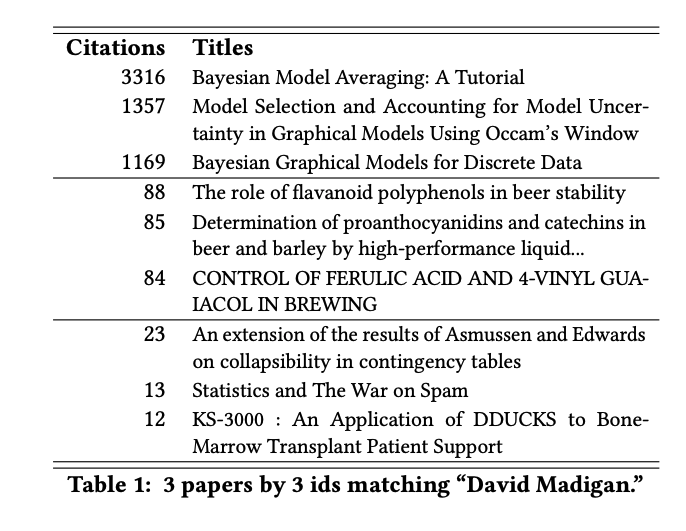 Citations Titles
3316 Bayesian Model Averaging: A Tutorial
1357 Model Selection and Accounting for Model Uncer-
tainty in Graphical Models Using Occam's Window
1169 Bayesian Graphical Models for Discrete Data
88 The role of flavanoid polyphenols in beer stability
85 Determination of proanthocyanidins and catechins in
beer and barley by high-performance liquid...
84 CONTROL OF FERULIC ACID AND 4-VINYL GUA-
IACOL IN BREWING
23 An extension of the results of Asmussen and Edwards
on collapsibility in contingency tables
13 Statistics and The War on Spam
12 KS-3000 : An Application of DDUCKS to Bone-
Marrow Transplant Patient Support
Table 1: 3 papers by 3 ids matching “David Madigan.”